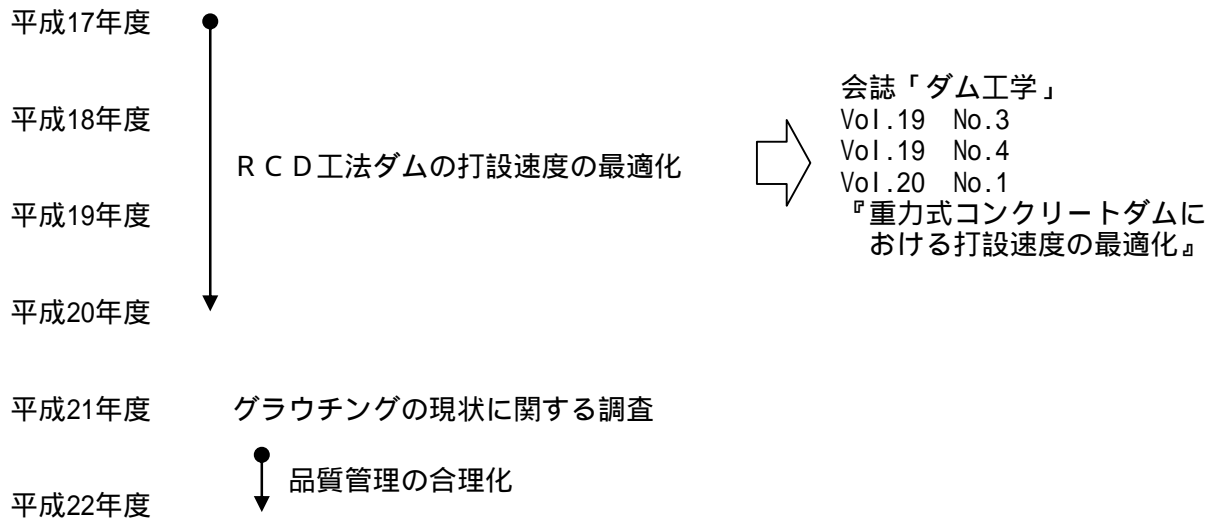 平成17年度
平成18年度
RCD工法ダムの打設速度の最適化
平成19年度
平成20年度
会誌「ダム工学」
Vol.19 No.3
Vol.19 No.4
Vol.20 No.1
『重力式コンクリートダムに
おける打設速度の最適化』
平成21年度 グラウチングの現状に関する調査
品質管理の合理化
平成22年度